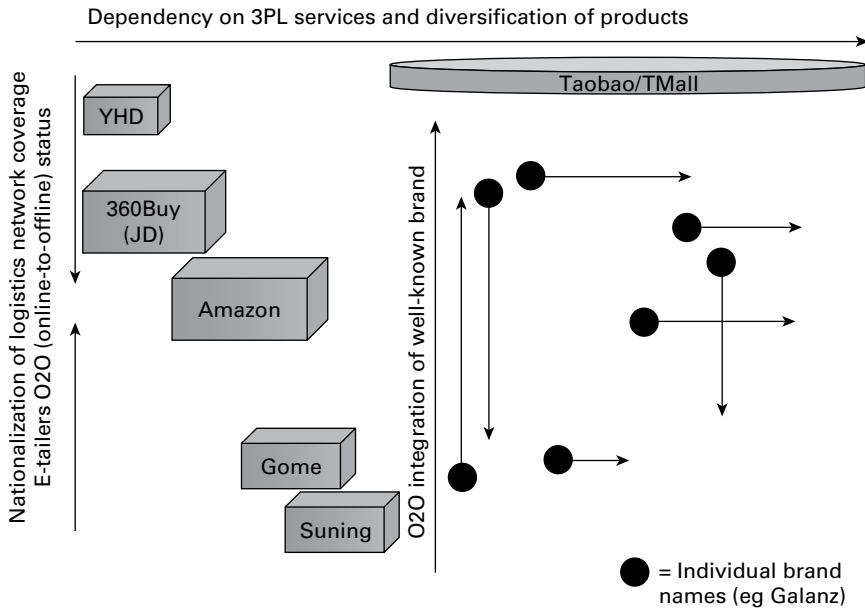 Dependency on 3PL services and diversification of products
Taobao/TMall
Nationalization of logistics network coverage
E-tailers O2O (online-to-offline) status
YHD
360Buy
(JD)
Amazon
Gome
Suning
O2O integration of well-known brand
= Individual brand
names (eg Galanz)